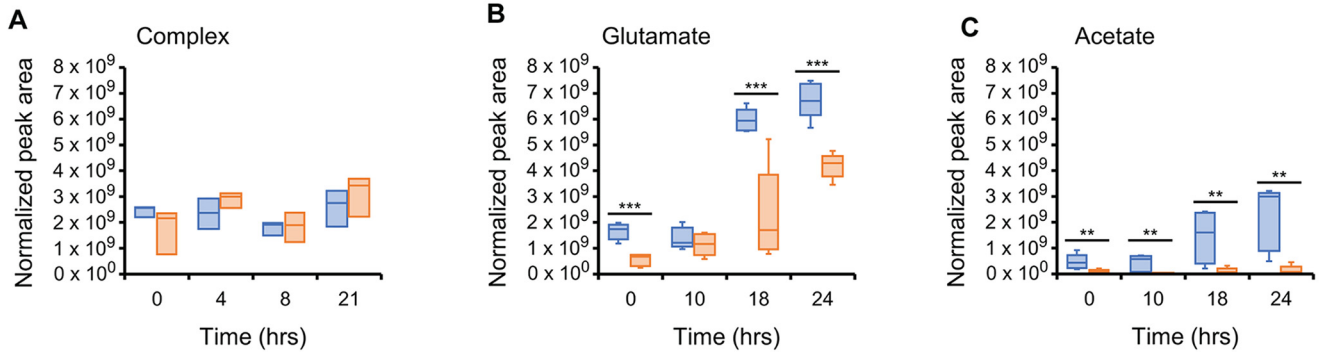 A
Complex
Normalized peak area
8 x 10⁹
7 x 10⁹
6 x 10⁹
5 x 10⁹
4 x 10⁹
3 x 10⁹
2 x 10⁹
1 x 10⁹
0 x 10⁰
0 4 8 21
Time (hrs)
B
Glutamate
Normalized peak area
8 x 10⁹
7 x 10⁹
6 x 10⁹
5 x 10⁹
4 x 10⁹
3 x 10⁹
2 x 10⁹
1 x 10⁹
0 x 10⁰
*** *** ***
0 10 18 24
Time (hrs)
C
Acetate
Normalized peak area
8 x 10⁹
7 x 10⁹
6 x 10⁹
5 x 10⁹
4 x 10⁹
3 x 10⁹
2 x 10⁹
1 x 10⁹
0 x 10⁰
** ** ** **
0 10 18 24
Time (hrs)